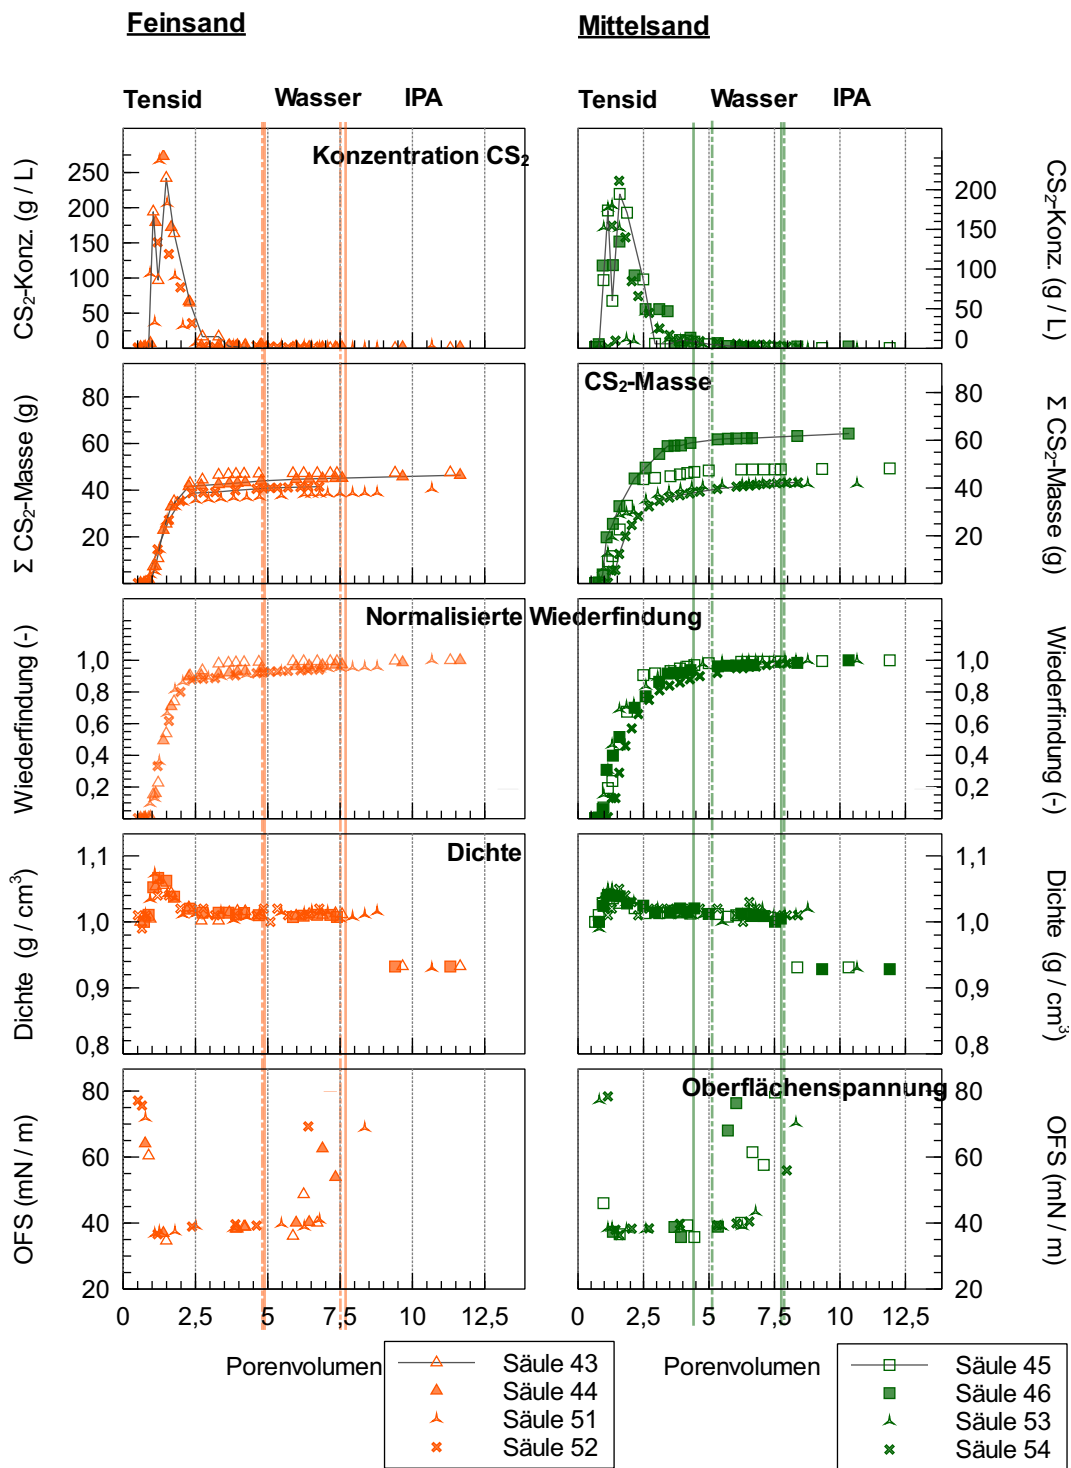 Feinsand Mittelsand
Tensid Wasser IPA Tensid Wasser IPA
Konzentration CS₂
CS₂-Konz. (g / L)
250
200
150
100
50
0
200
150
100
50
0
CS₂-Konz. (g / L)
CS₂-Masse
Σ CS₂-Masse (g)
80
60
40
20
80
60
40
20
Σ CS₂-Masse (g)
Normalisierte Wiederfindung
Wiederfindung (-)
1,0
0,8
0,6
0.4
0,2
1,0
0,8
0,6
0.4
0,2
Wiederfindung (-)
Dichte
Dichte (g / cm³)
1,1
1,0
0,9
0,8
1,1
1,0
0,9
0,8
Dichte (g / cm³)
Oberflächenspannung
OFS (mN / m)
80
60
40
20
80
60
40
20
OFS (mN / m)
0 2,5 5 7,5 10 12,5 0 2,5 5 7,5 10 12,5
Porenvolumen Porenvolumen
Säule 43
Säule 44
Säule 51
Säule 52
Säule 45
Säule 46
Säule 53
Säule 54